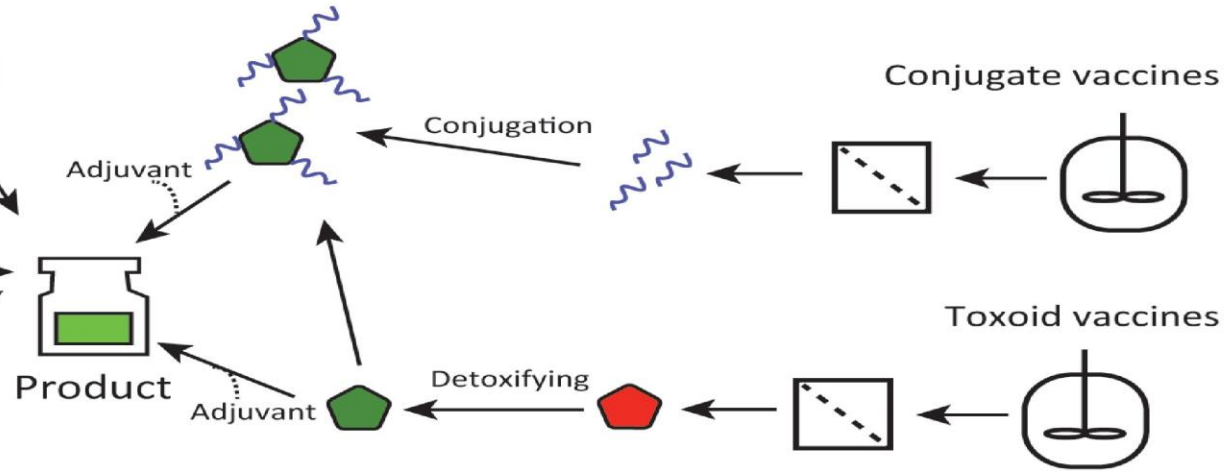 Conjugate vaccines
Conjugation
Adjuvant
Toxoid vaccines
Product
Detoxifying
Adjuvant